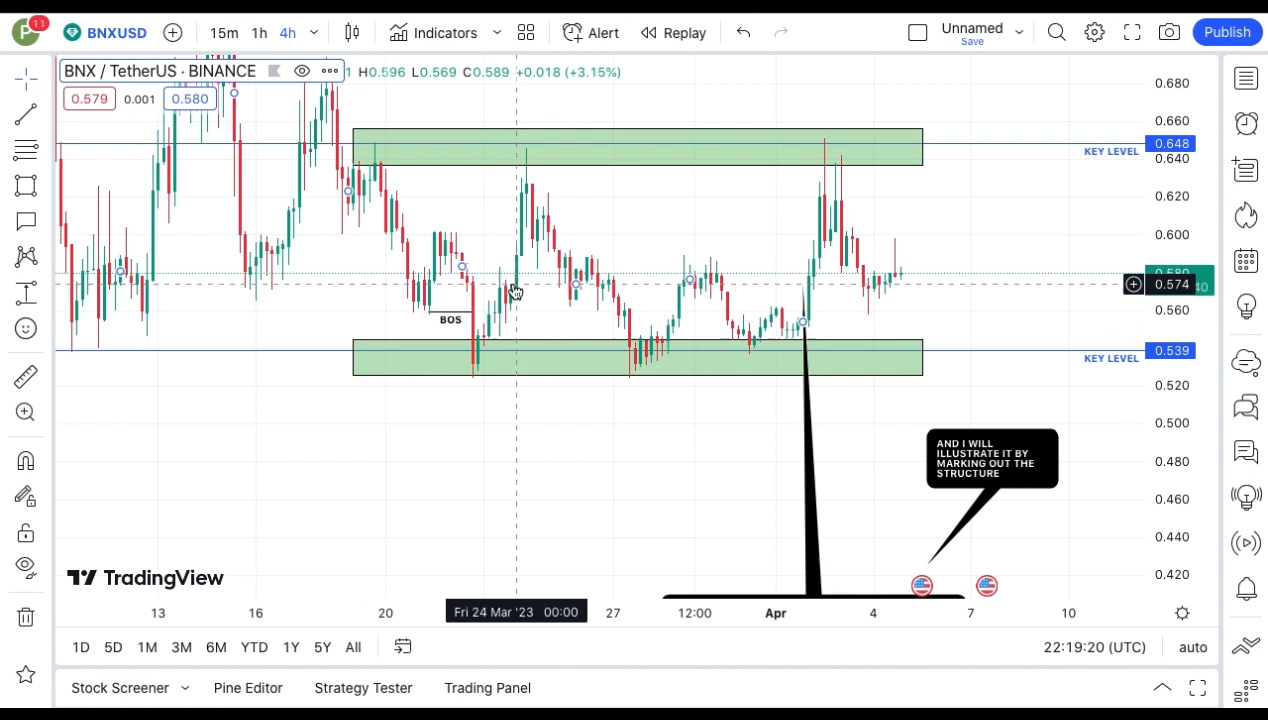 P
11
BNXUSD
15m 1h 4h
Indicators
Alert
Replay
Unnamed
Save
Publish
BNX / TetherUS · BINANCE
1 H0.596 L0.569 C0.589 +0.018 (+3.15%)
0.579 0.001 0.580
0.680
0.660
0.648
KEY LEVEL
0.640
0.620
0.600
0.580
0.574
40
0.560
BOS
0.539
KEY LEVEL
0.520
0.500
AND I WILL
ILLUSTRATE IT BY
MARKING OUT THE
STRUCTURE
0.480
0.460
0.440
0.420
TradingView
13 16 20 Fri 24 Mar '23 00:00 27 12:00 Apr 4 7 10
1D 5D 1M 3M 6M YTD 1Y 5Y All
22:19:20 (UTC) auto
Stock Screener Pine Editor Strategy Tester Trading Panel